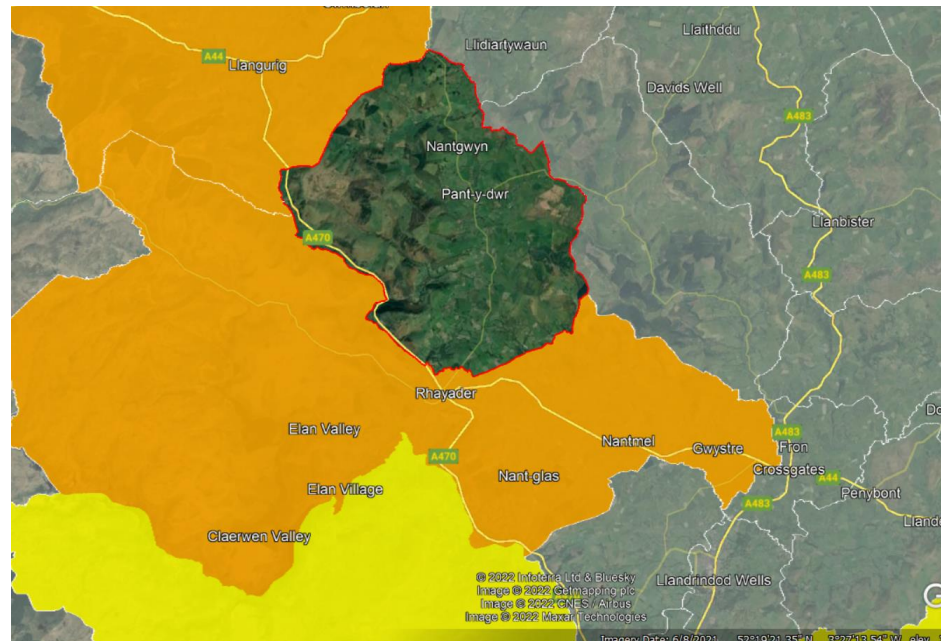 Llaithddu
Llidiartywaun
A44
Llangurig
Davids Well
A483
Nantgwyn
Pant-y-dwr
Llanbister
A470
A483
Rhayader
Elan Valley
A483
Nantmel
Gwystre
Fron
A470
Crossgates
Nant-glas
A44
Elan Village
Penybont
A483
Claerwen Valley
Llandrindod Wells
© 2022 Infoterra Ltd & Bluesky
Image © 2022 Getmapping plc
Image © 2022 CNES / Airbus
Image © 2022 Maxar Technologies
Imagery Date: 6/8/2021 52°19'21.35" N 3°27'13.54" W elev